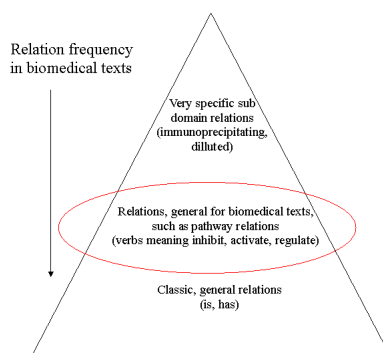 Relation frequency
in biomedical texts
Very specific sub
domain relations
(immunoprecipitating,
dilluted)
Relations, general for biomedical texts,
such as pathway relations
(verbs meaning inhibit, activate, regulate)
Classic, general relations
(is, has)